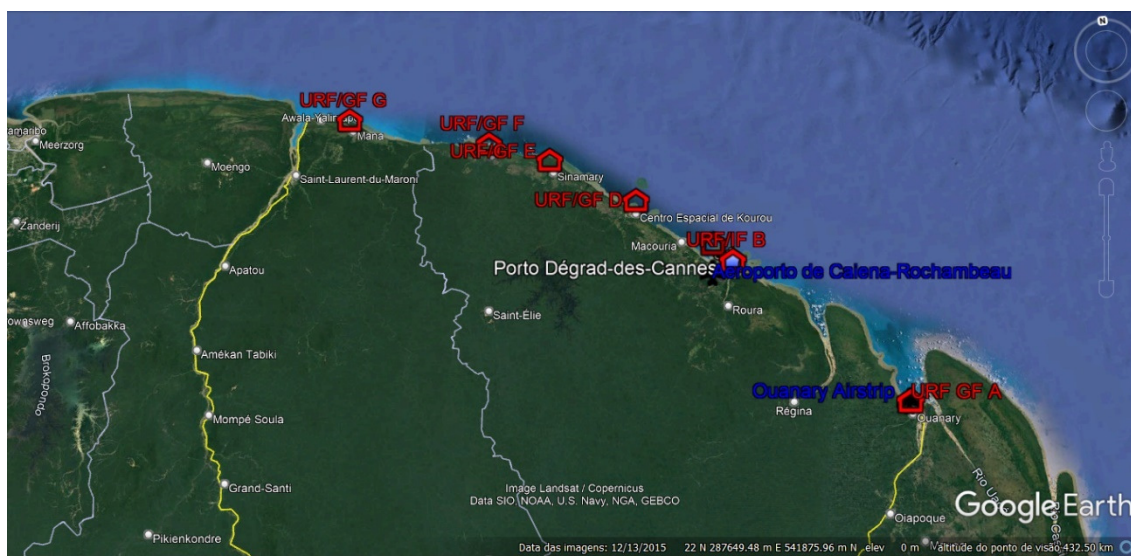 N
URF/GF G
Awala-Yalimapo
Mana
URF/GF F
URF/GF E
Sinamary
Meerzorg
Moengo
Saint-Laurent-du-Maroni
URF/GF D
Centro Espacial de Kourou
Zanderij
Macouria
URF/IF B
Porto Dégrad-des-Cannes
Aeroporto de Caiena-Rochambeau
Apatou
Roura
Saint-Élie
Affobakka
Amékan Tabiki
Brokopondo
Ouanary Airstrip
URF GF A
Régina
Ouanary
Mompé Soula
Grand-Santi
Image Landsat / Copernicus
Data SIO, NOAA, U.S. Navy, NGA, GEBCO
Google Earth
Oiapoque
Pikienkondre
Data das imagens: 12/13/2015 22 N 287649.48 m E 541875.96 m N elev 0 m altitude do ponto de visão 432.50 km